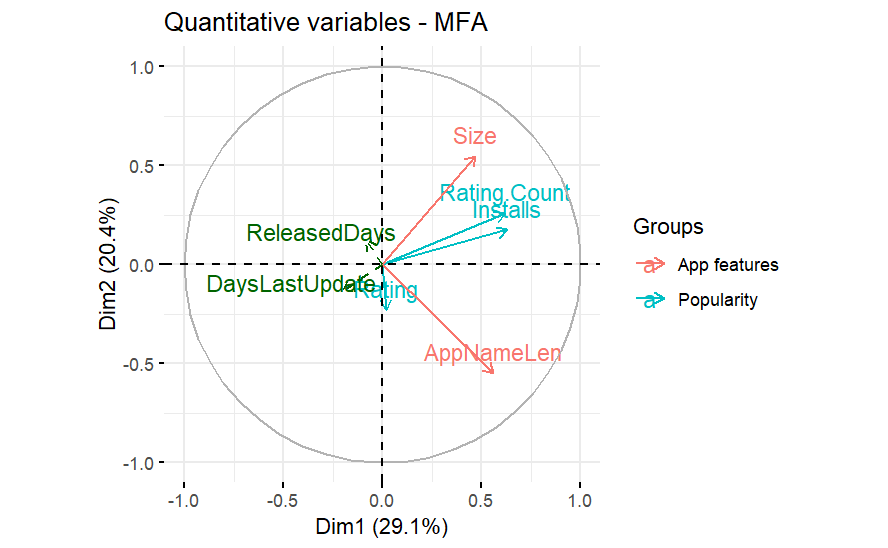 Quantitative variables - MFA
1.0
0.5
0.0
-0.5
-1.0
Dim2 (20.4%)
Size
Rating Count
Installs
ReleasedDays
DaysLastUpdate
Rating
AppNameLen
-1.0
-0.5
0.0
0.5
1.0
Dim1 (29.1%)
Groups
a App features
a Popularity